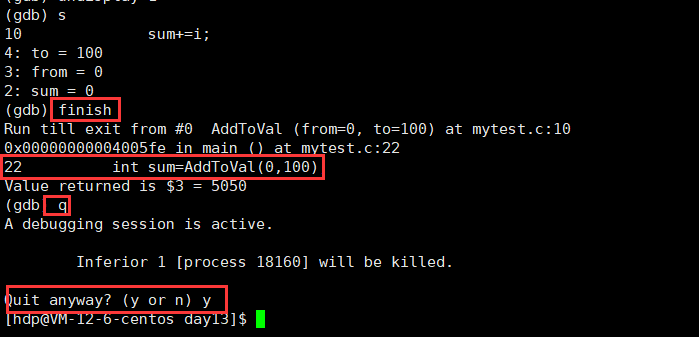 (gdb) s
10              sum+=i;
4: to = 100
3: from = 0
2: sum = 0
(gdb) finish
Run till exit from #0  AddToVal (from=0, to=100) at mytest.c:10
0x00000000004005fe in main () at mytest.c:22
22          int sum=AddToVal(0,100)
Value returned is $3 = 5050
(gdb  q
A debugging session is active.
Inferior 1 [process 18160] will be killed.
Quit anyway? (y or n) y
[hdp@VM-12-6-centos day13]$